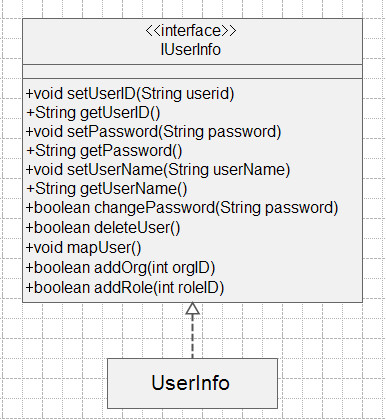 <<interface>>
IUserInfo
+void setUserID(String userid)
+String getUserID()
+void setPassword(String password)
+String getPassword()
+void setUserName(String userName)
+String getUserName()
+boolean changePassword(String password)
+boolean deleteUser()
+void mapUser()
+boolean addOrg(int orgID)
+boolean addRole(int roleID)
UserInfo